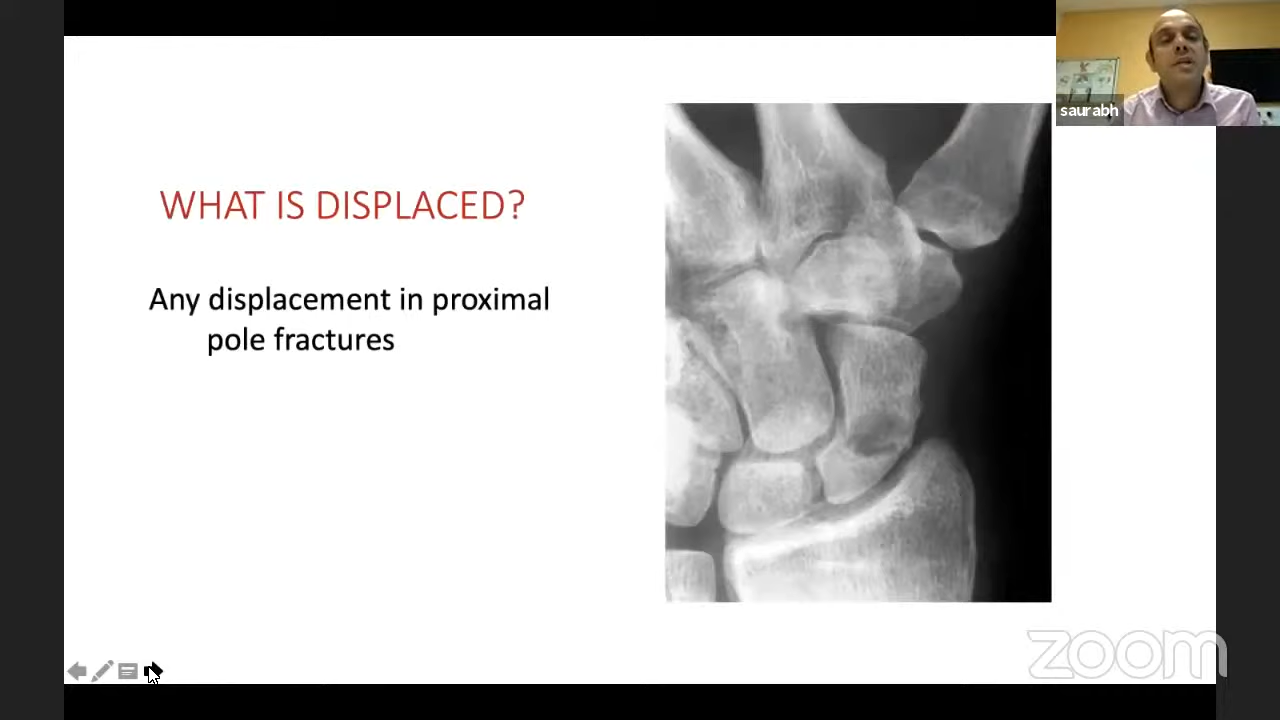 saurabh
WHAT IS DISPLACED?
Any displacement in proximal
pole fractures
zoom